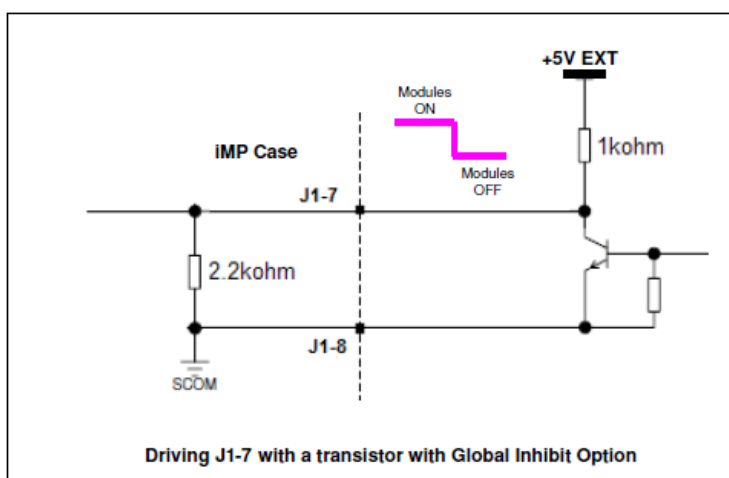 +5V EXT
Modules
ON
iMP Case
1kohm
Modules
OFF
J1-7
2.2kohm
J1-8
SCOM
Driving J1-7 with a transistor with Global Inhibit Option